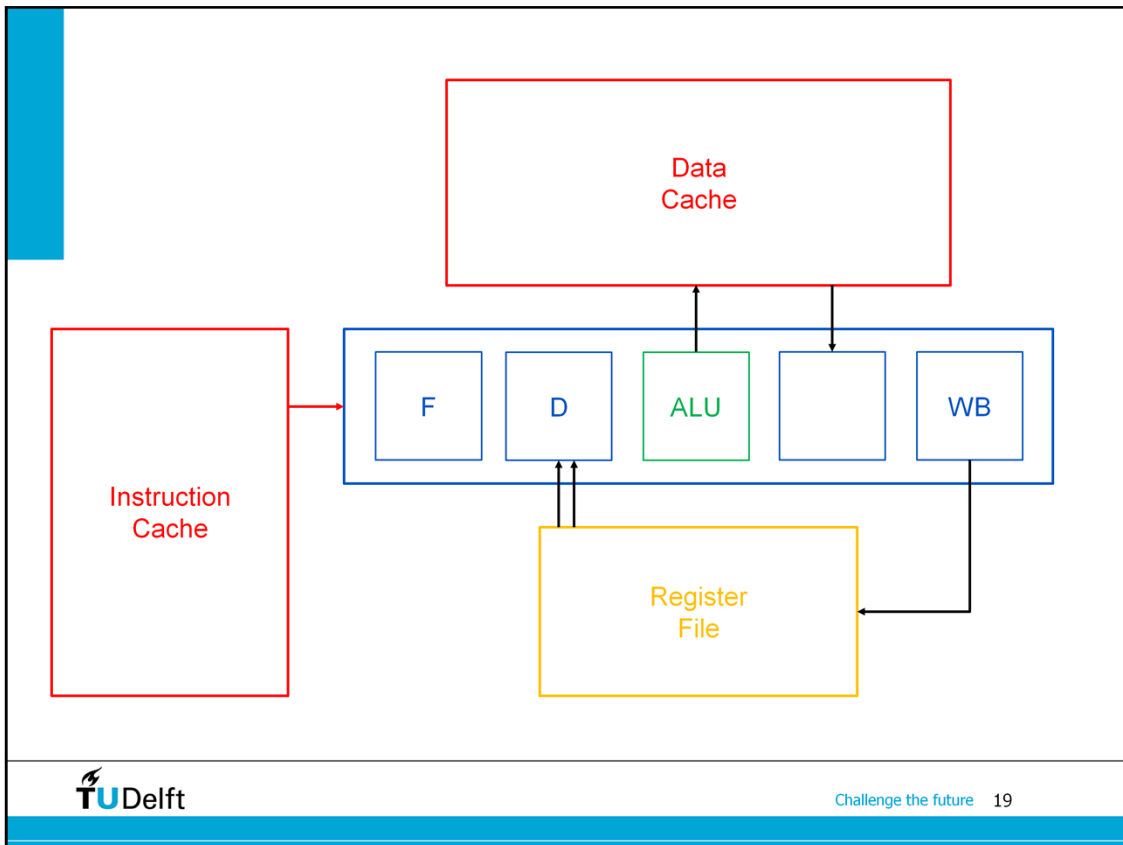 Data
Cache
F
D
ALU
WB
Instruction
Cache
Register
File
TUDelft
Challenge the future 19